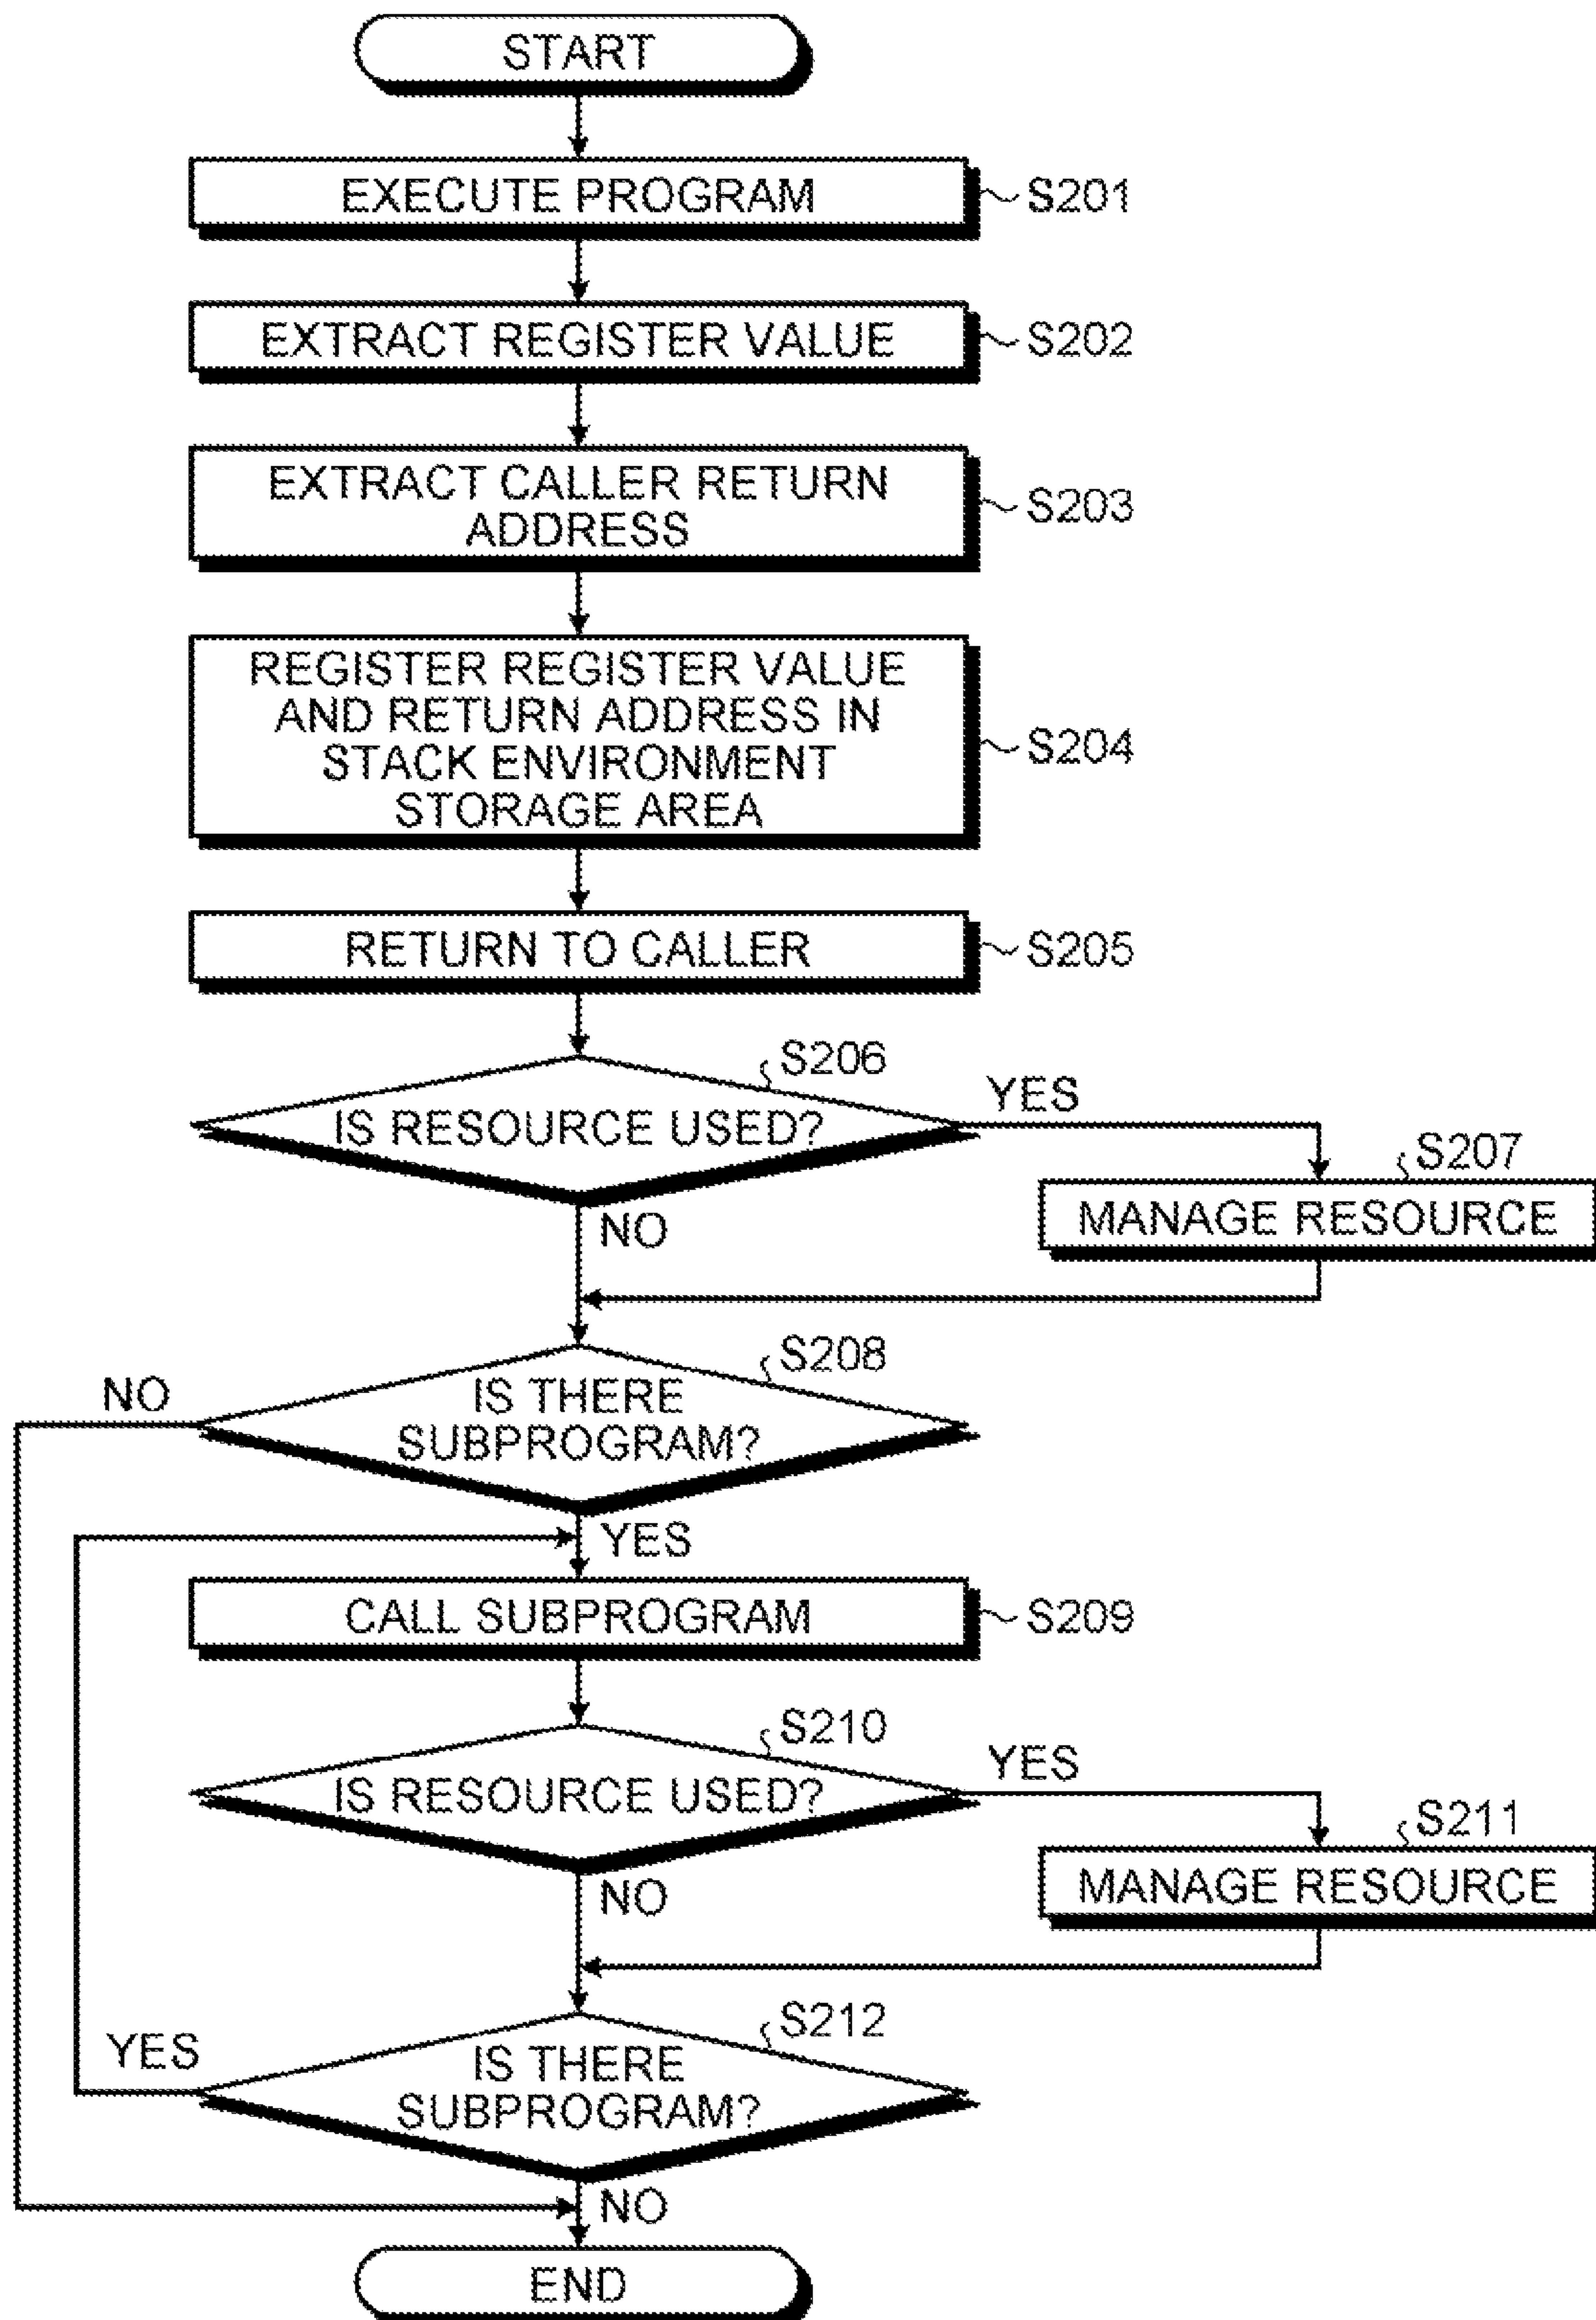 START
EXECUTE PROGRAM
S201
EXTRACT REGISTER VALUE
S202
EXTRACT CALLER RETURN
ADDRESS
S203
REGISTER REGISTER VALUE
AND RETURN ADDRESS IN
STACK ENVIRONMENT
STORAGE AREA
S204
RETURN TO CALLER
S205
S206
IS RESOURCE USED?
YES
S207
MANAGE RESOURCE
NO
S208
NO
IS THERE
SUBPROGRAM?
YES
CALL SUBPROGRAM
S209
S210
IS RESOURCE USED?
YES
S211
MANAGE RESOURCE
NO
S212
YES
IS THERE
SUBPROGRAM?
NO
END